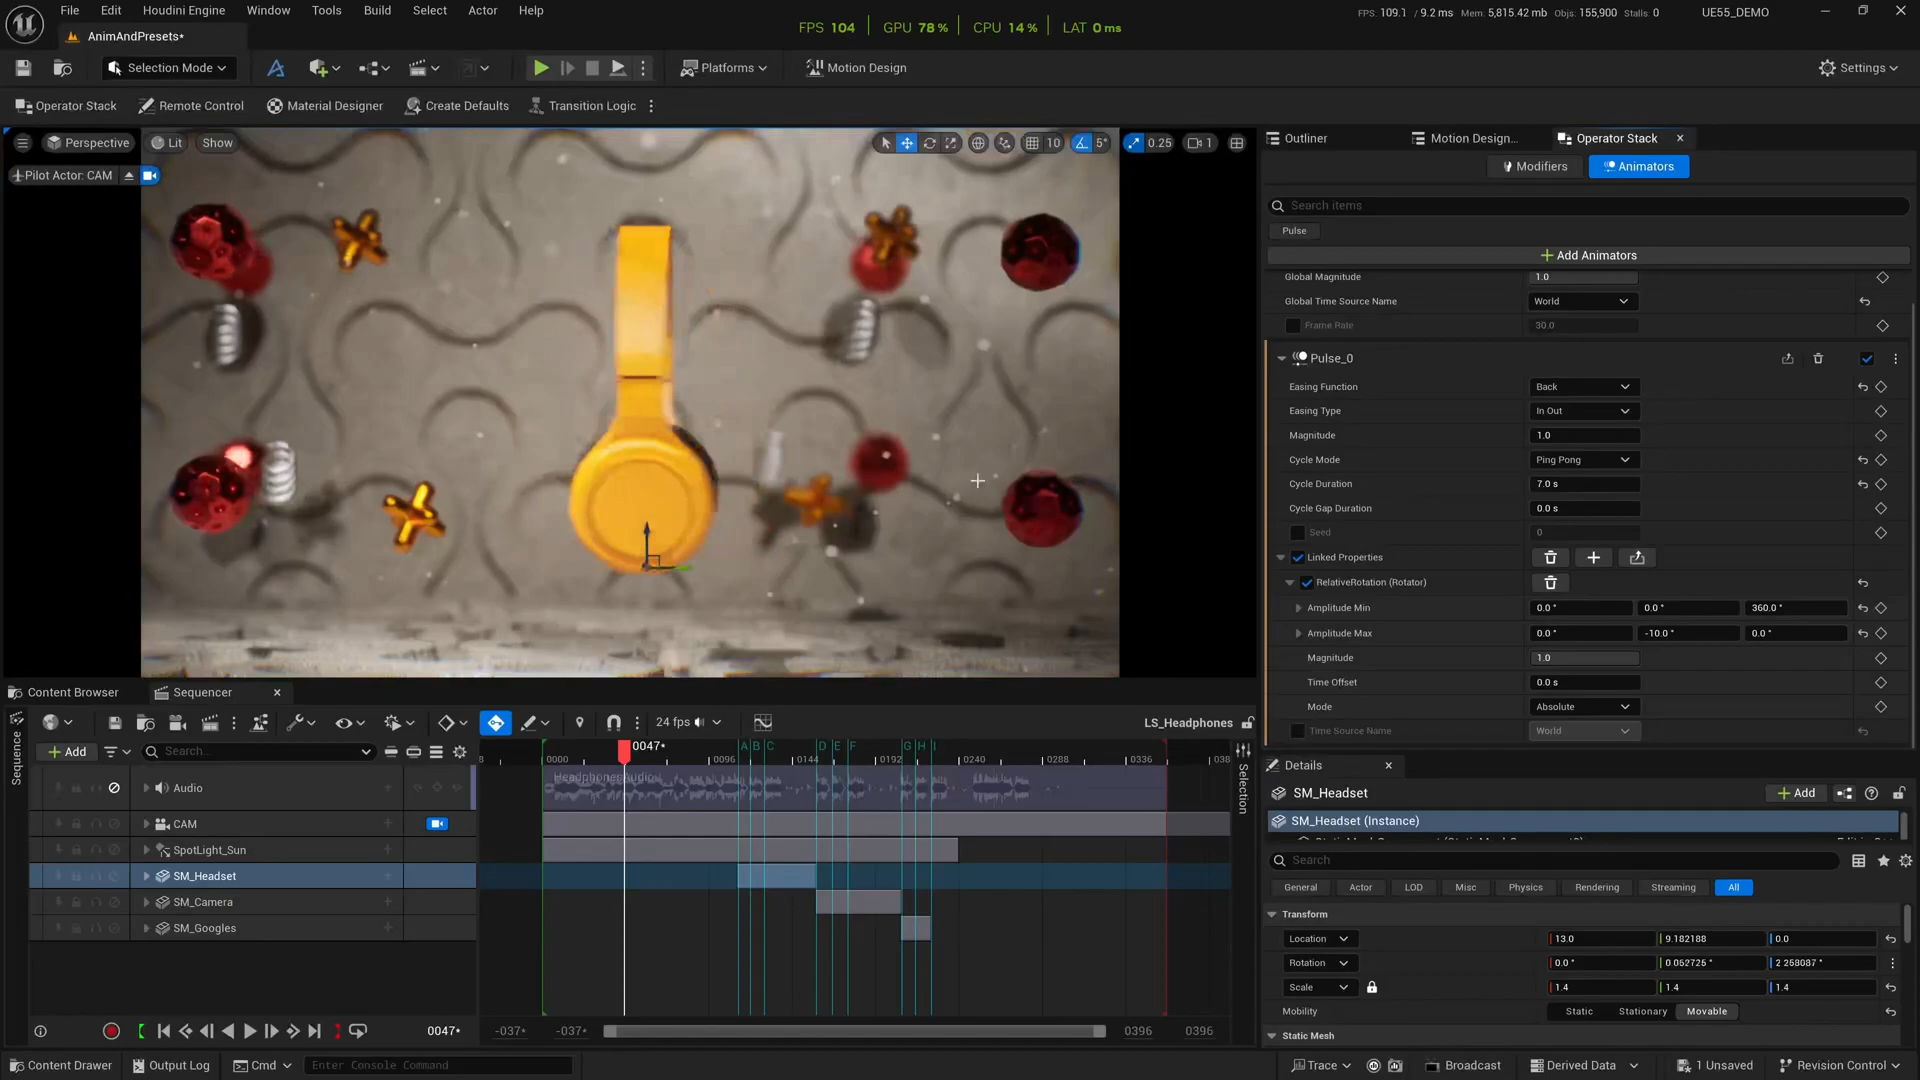 File Edit View Houdini Engine Window Tools Build Select Actor Help
FPS 104 GPU 78 % CPU 14 % LAT 0 ms
FPS: 109.1 / 9.2 ms Mem: 5,815.42 mb Objs: 155,900 Stalls: 0 UE55_DEMO
AnimAndPresets*
Selection Mode Platforms Motion Design Settings
Operator Stack Remote Control Material Designer Create Defaults Transition Logic
Perspective Lit Show 10 5° 0.25 1
Pilot Actor: CAM
Outliner Motion Design... Operator Stack
Modifiers Animators
Search items
Pulse
Add Animators
Global Magnitude 1.0
Global Time Source Name World
Frame Rate 30.0
Pulse_0
Easing Function Back
Easing Type In Out
Magnitude 1.0
Cycle Mode Ping Pong
Cycle Duration 7.0 s
Cycle Gap Duration 0.0 s
Seed 0
Linked Properties
RelativeRotation (Rotator)
Amplitude Min 0.0 ° 0.0 ° 360.0 °
Amplitude Max 0.0 ° -10.0 ° 0.0 °
Magnitude 1.0
Time Offset 0.0 s
Mode Absolute
Time Source Name World
Content Browser Sequencer
24 fps LS_Headphones
Sequence
Add Search...
0047* A B C D E F G H I
0000 0096 0144 0192 0240 0288 0336
HeadphonesAudio
Selection
Audio
CAM
SpotLight_Sun
SM_Headset
SM_Camera
SM_Googles
0047* -037* -037* 0396 0396
Details
SM_Headset Add
SM_Headset (Instance)
Search
General Actor LOD Misc Physics Rendering Streaming All
Transform
Location 13.0 9.182188 0.0
Rotation 0.0 ° 0.052725 ° 2.258087 °
Scale 1.4 1.4 1.4
Mobility Static Stationary Movable
Static Mesh
Content Drawer Output Log Cmd Enter Console Command Trace Broadcast Derived Data 1 Unsaved Revision Control